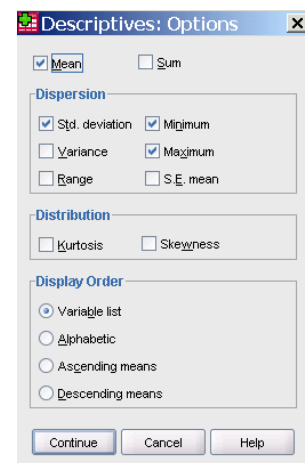 Descriptives: Options
Mean Sum
Dispersion
Std. deviation Minimum
Variance Maximum
Range S.E. mean
Distribution
Kurtosis Skewness
Display Order
Variable list
Alphabetic
Ascending means
Descending means
Continue Cancel Help